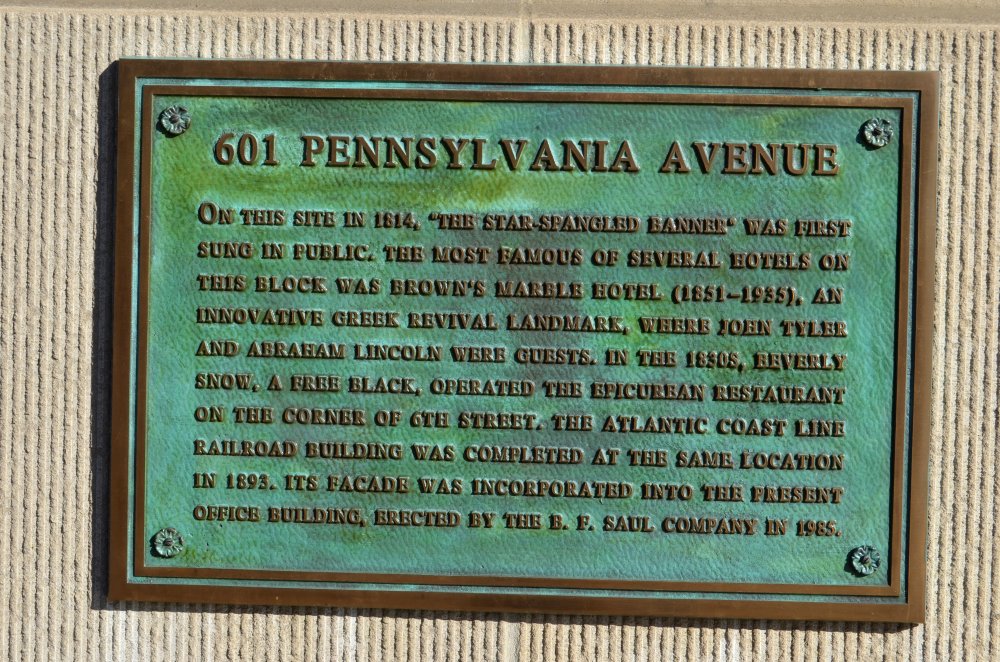 601 PENNSYLVANIA AVENUE
ON THIS SITE IN 1814, "THE STAR-SPANGLED BANNER" WAS FIRST
SUNG IN PUBLIC. THE MOST FAMOUS OF SEVERAL HOTELS ON
THIS BLOCK WAS BROWN'S MARBLE HOTEL (1851–1935), AN
INNOVATIVE GREEK REVIVAL LANDMARK, WHERE JOHN TYLER
AND ABRAHAM LINCOLN WERE GUESTS. IN THE 1830S, BEVERLY
SNOW, A FREE BLACK, OPERATED THE EPICUREAN RESTAURANT
ON THE CORNER OF 6TH STREET. THE ATLANTIC COAST LINE
RAILROAD BUILDING WAS COMPLETED AT THE SAME LOCATION
IN 1893. ITS FACADE WAS INCORPORATED INTO THE PRESENT
OFFICE BUILDING, ERECTED BY THE B. F. SAUL COMPANY IN 1985.